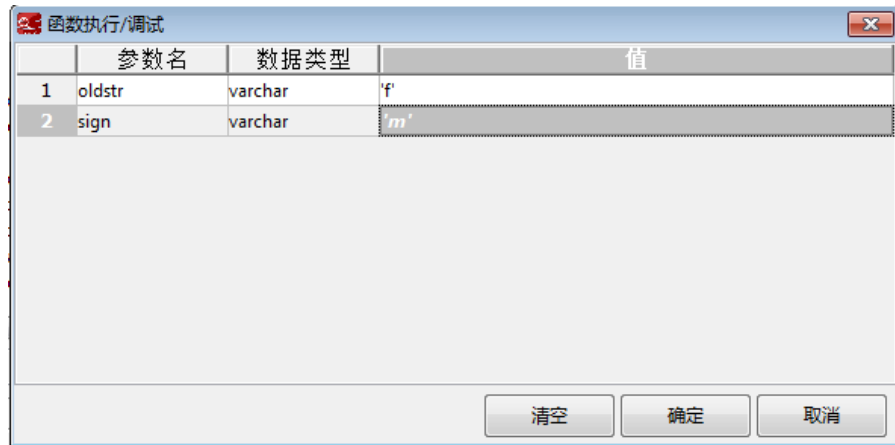 函数执行/调试
参数名 数据类型 值
1 oldstr varchar 'f'
2 sign varchar 'm'
清空 确定 取消